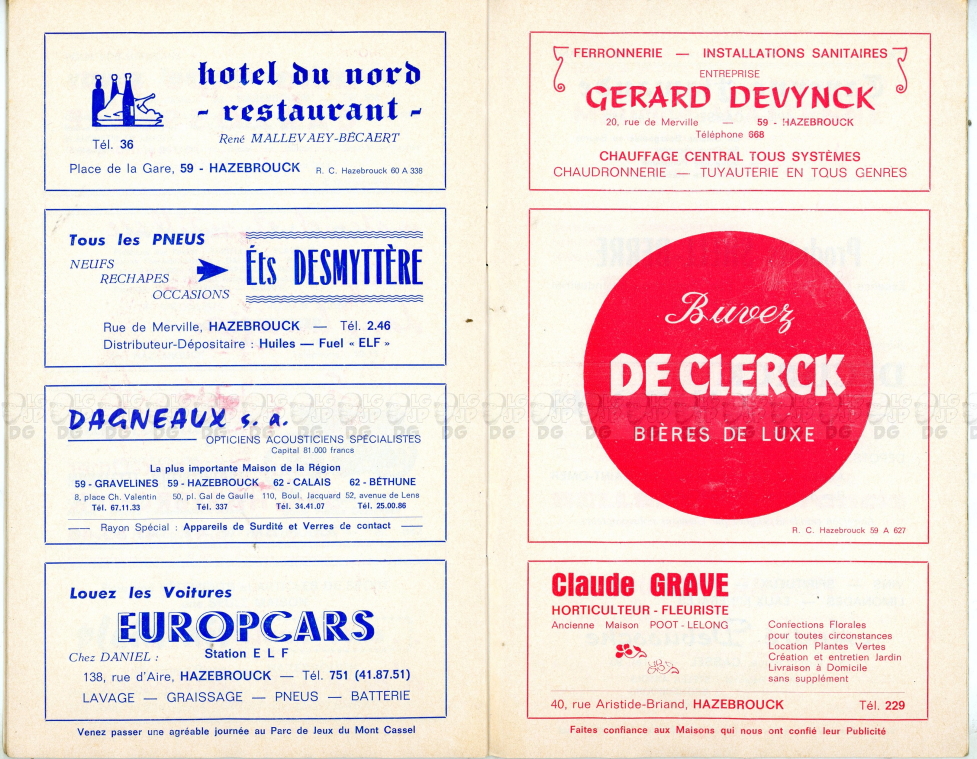 hotel du nord
- restaurant -
René MALLEVAEY-BÉCAERT
Tél. 36
Place de la Gare, 59 - HAZEBROUCK R. C. Hazebrouck 60 A 338
Tous les PNEUS
NEUFS
RECHAPES
OCCASIONS
Éts DESMYTTÈRE
Rue de Merville, HAZEBROUCK — Tél. 2.46
Distributeur-Dépositaire : Huiles — Fuel « ELF »
DAGNEAUX s. a.
OPTICIENS ACOUSTICIENS SPÉCIALISTES
Capital 81.000 francs
La plus importante Maison de la Région
59 - GRAVELINES 59 - HAZEBROUCK 62 - CALAIS 62 - BÉTHUNE
8, place Ch. Valentin 50, pl. Gal de Gaulle 110, Boul. Jacquard 52, avenue de Lens
Tél. 67.11.33 Tél. 337 Tél. 34.41.07 Tél. 25.00.86
Rayon Spécial : Appareils de Surdité et Verres de contact
Louez les Voitures
EUROPCARS
Chez DANIEL : Station E L F
138, rue d'Aire, HAZEBROUCK — Tél. 751 (41.87.51)
LAVAGE — GRAISSAGE — PNEUS — BATTERIE
Venez passer une agréable journée au Parc de Jeux du Mont Cassel
FERRONNERIE — INSTALLATIONS SANITAIRES
ENTREPRISE
GERARD DEVYNCK
20, rue de Merville — 59 - HAZEBROUCK
Téléphone 668
CHAUFFAGE CENTRAL TOUS SYSTÈMES
CHAUDRONNERIE — TUYAUTERIE EN TOUS GENRES
Buvez
DE CLERCK
BIÈRES DE LUXE
R. C. Hazebrouck 59 A 627
Claude GRAVE
HORTICULTEUR - FLEURISTE
Ancienne Maison POOT-LELONG
Confections Florales
pour toutes circonstances
Location Plantes Vertes
Création et entretien Jardin
Livraison à Domicile
sans supplément
40, rue Aristide-Briand, HAZEBROUCK Tél. 229
Faites confiance aux Maisons qui nous ont confié leur Publicité